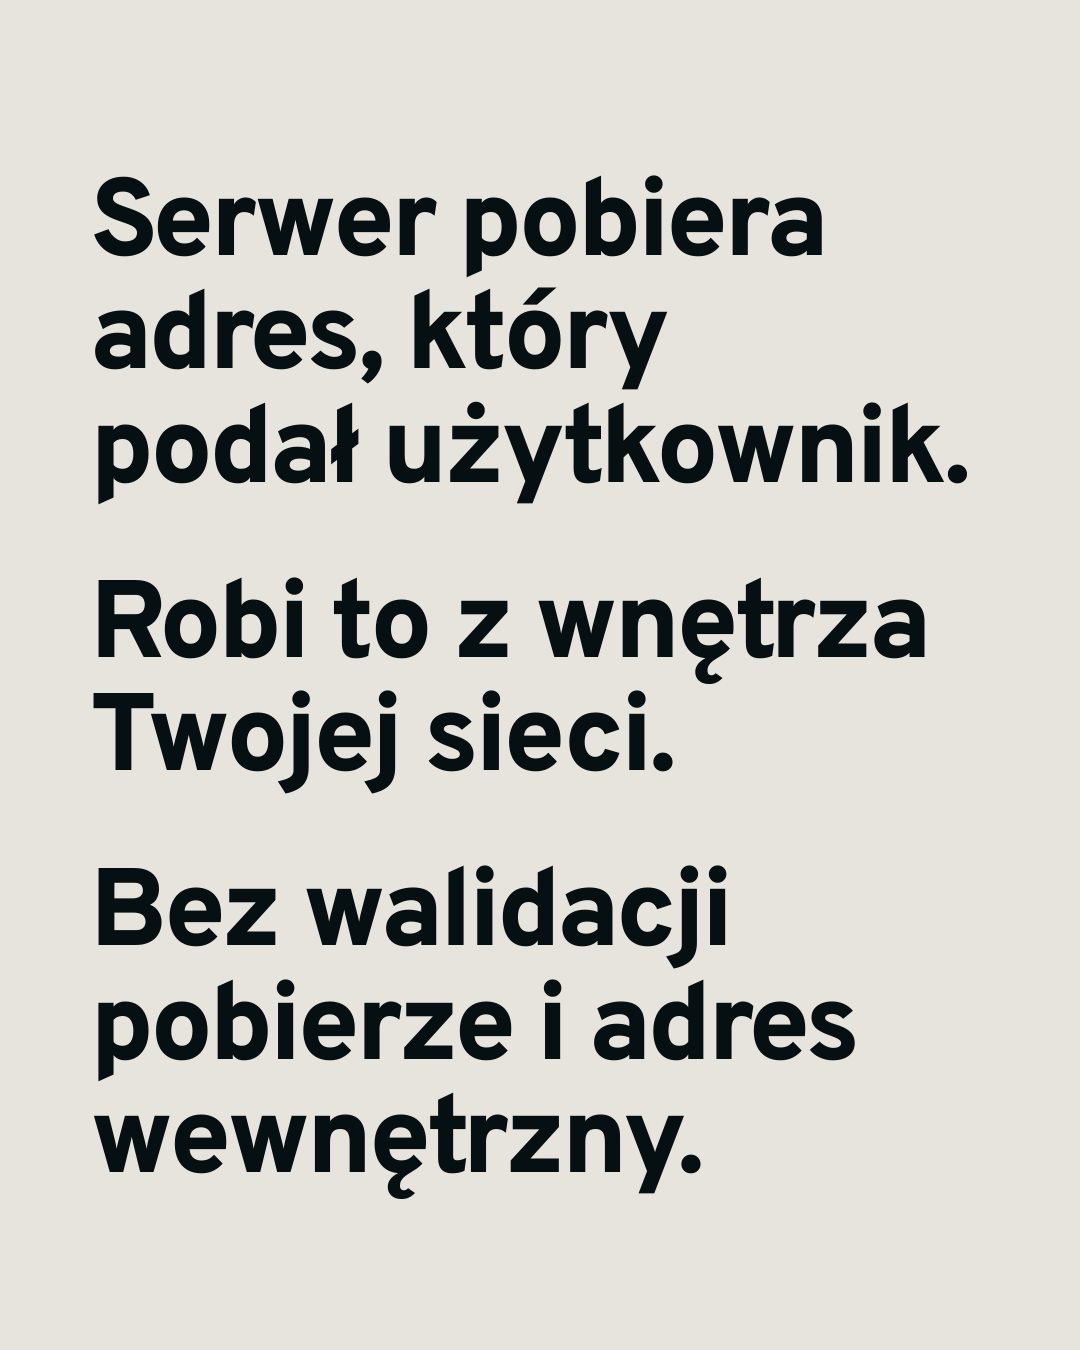 Serwer pobiera
adres, który
podał użytkownik.
Robi to z wnętrza
Twojej sieci.
Bez walidacji
pobierze i adres
wewnętrzny.